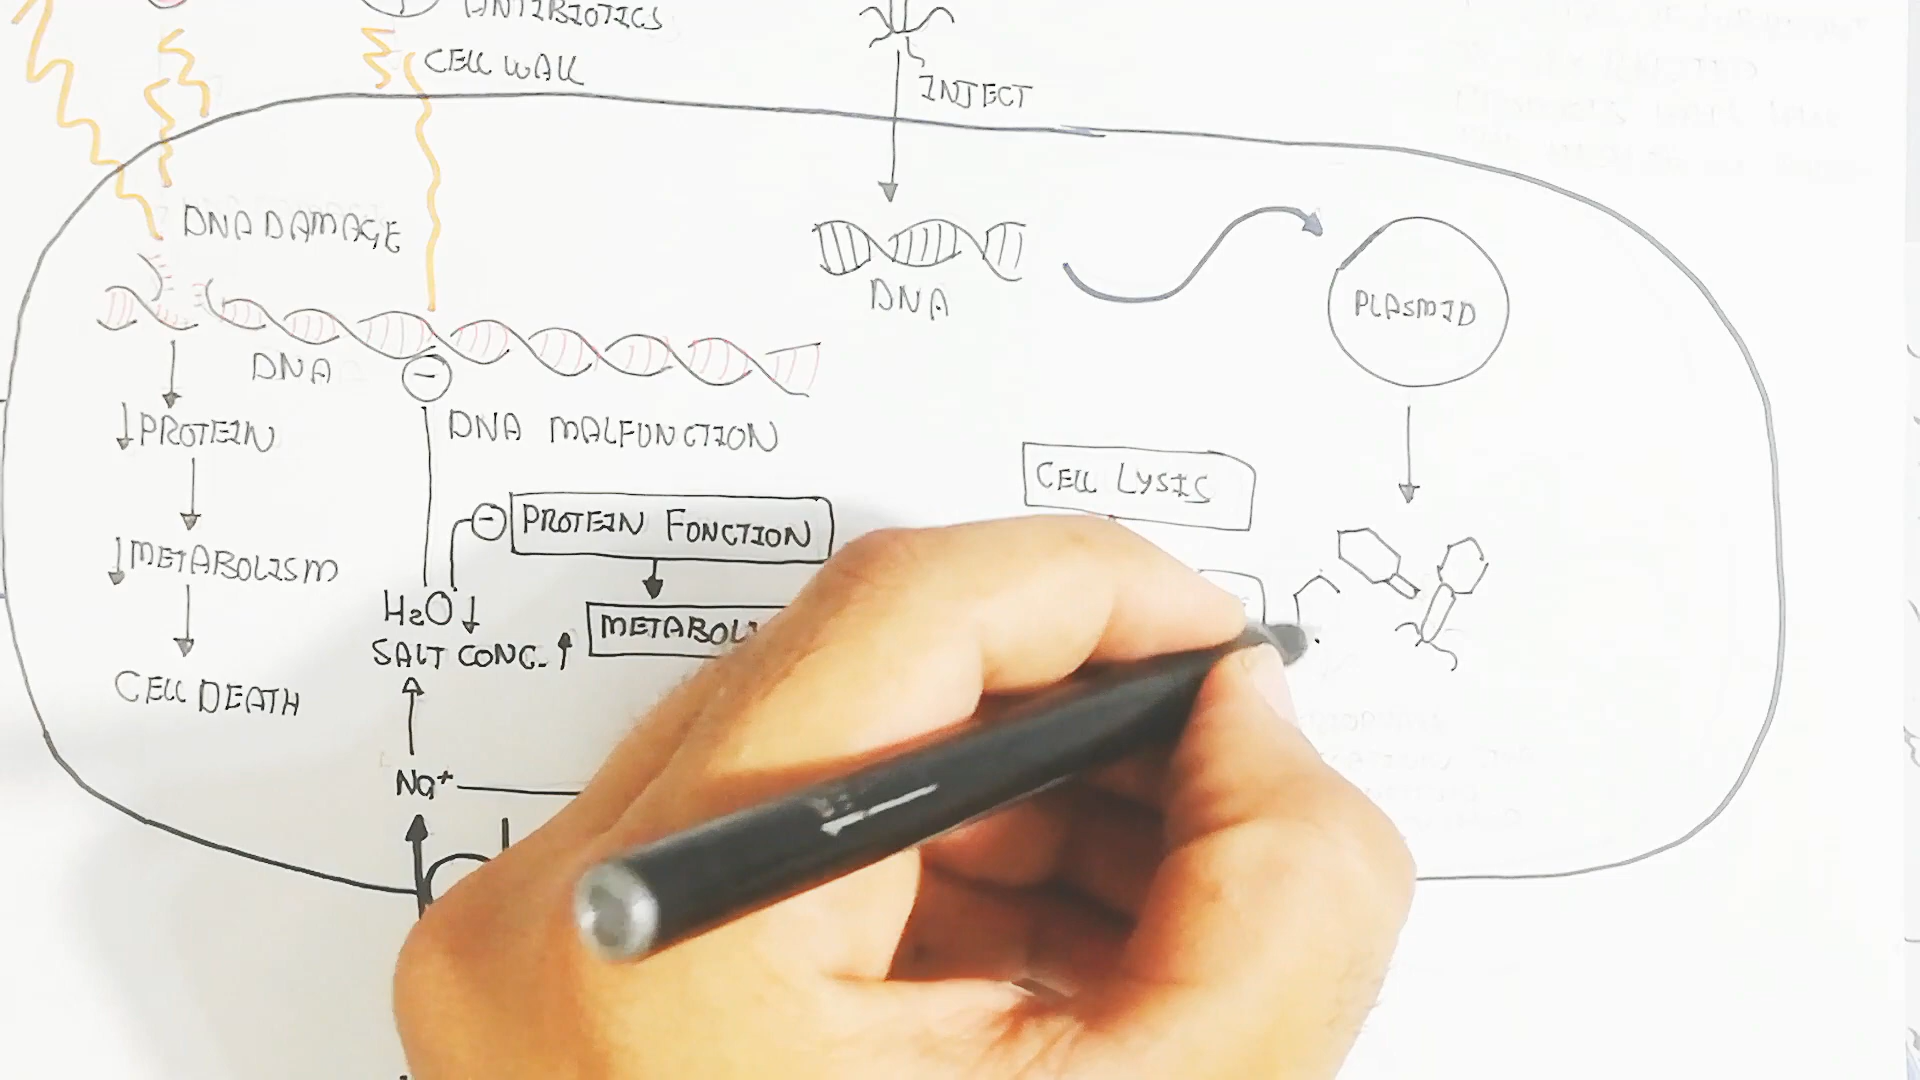 ANTIBIOTICS
CELL WALL
INJECT
DNA DAMAGE
DNA
PLASMID
DNA
↓PROTEIN
DNA MALFUNCTION
CELL LYSIS
PROTEIN FONCTION
↓METABOLISM
H2O ↓
SALT CONC. ↑
CELL DEATH
Na+